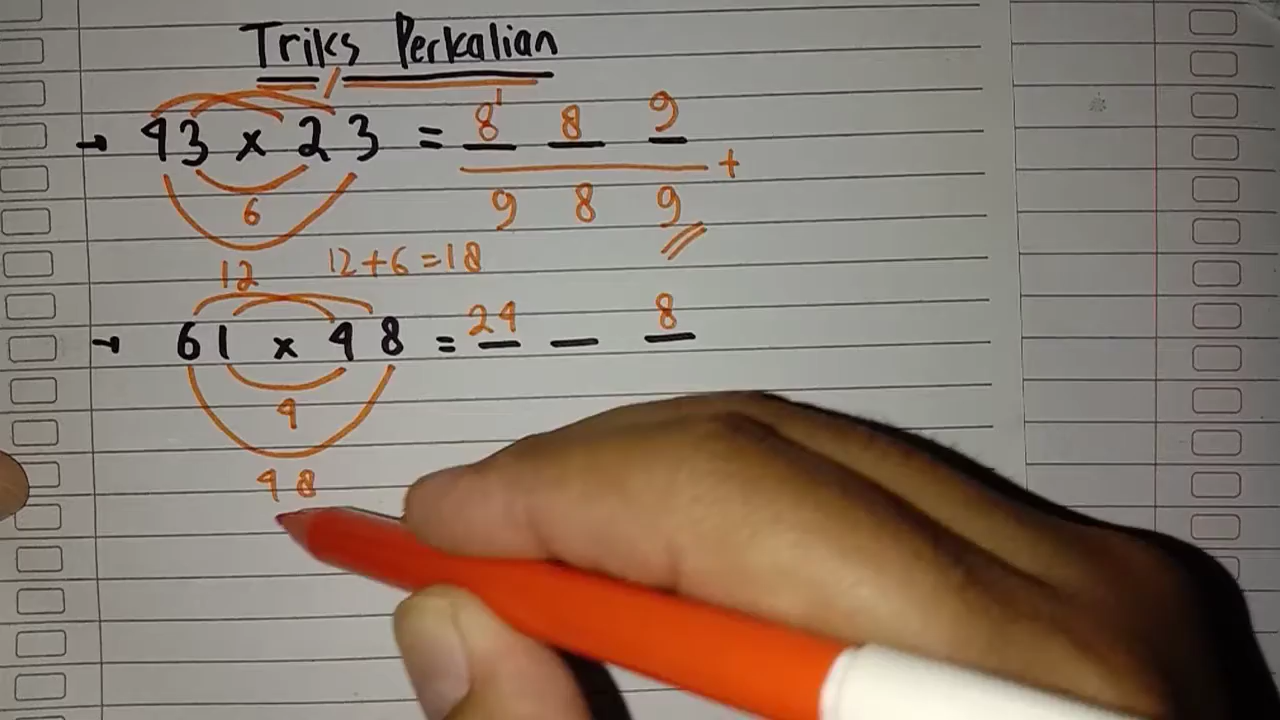 Triks Perkalian
→ 43 x 23 = 8 1 8 9
+
6
9 8 9
12
12+6=18
→ 61 x 48 = 24 _ 8
4
48